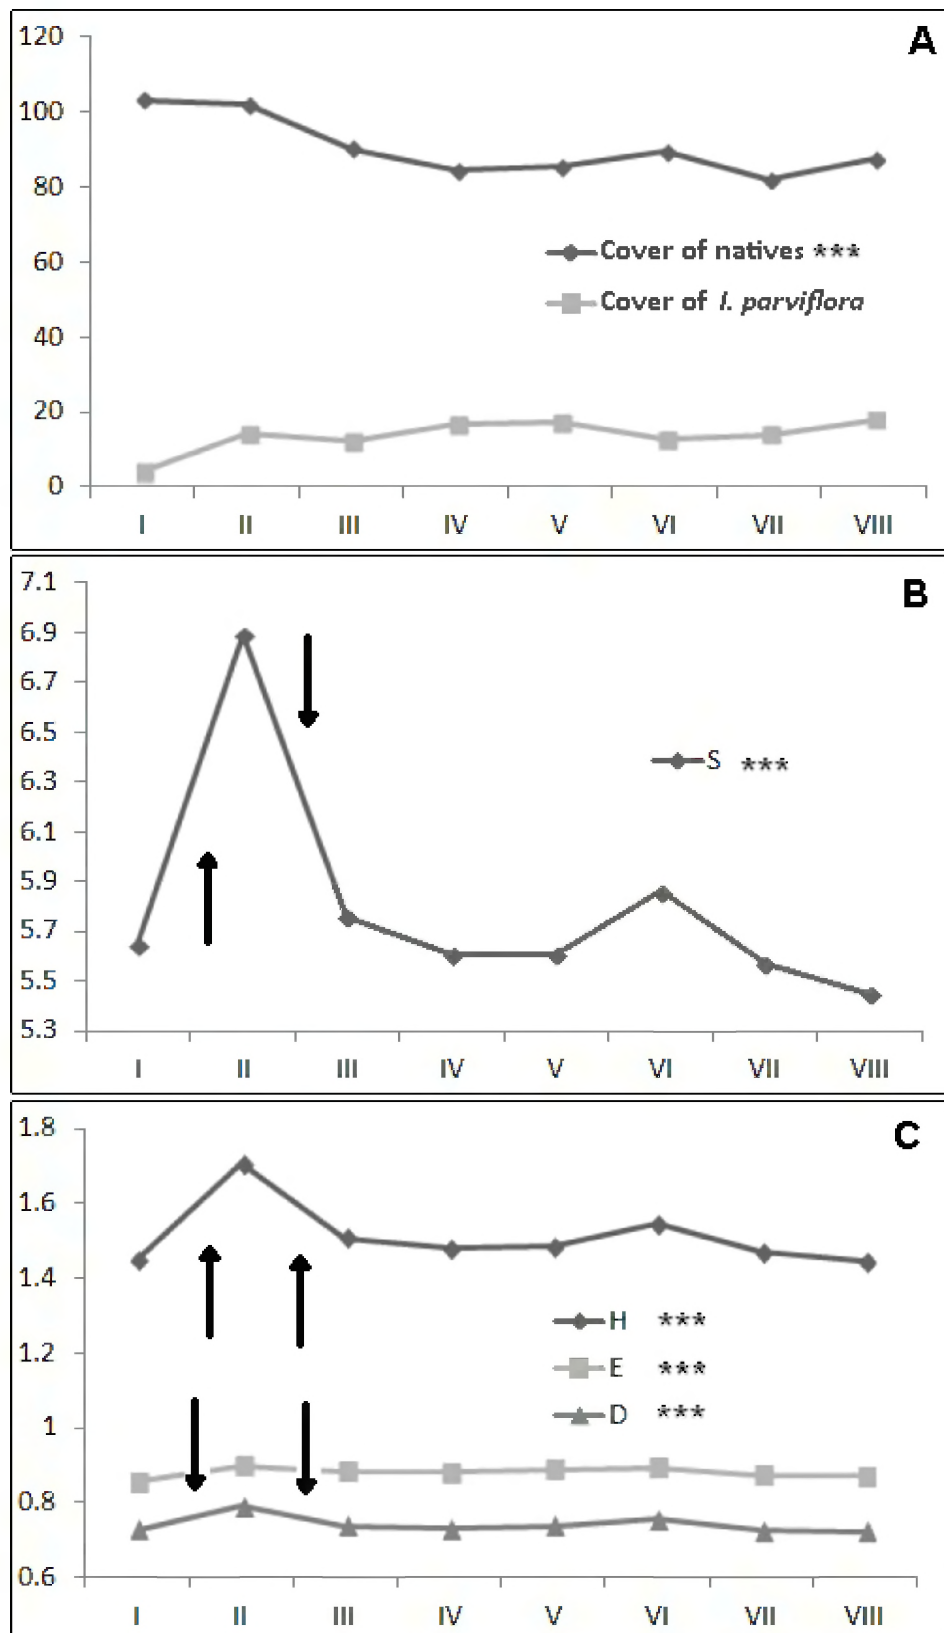 A
120
100
80
60
40
20
0
Cover of natives ***
Cover of I. parviflora
I II III IV V VI VII VIII
B
7.1
6.9
6.7
6.5
6.3
6.1
5.9
5.7
5.5
5.3
S ***
I II III IV V VI VII VIII
C
1.8
1.6
1.4
1.2
1
0.8
0.6
H ***
E ***
D ***
I II III IV V VI VII VIII